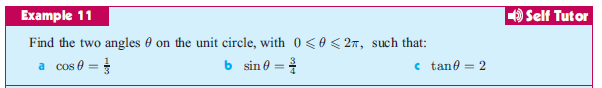 Example 11 Self Tutor
Find the two angles θ on the unit circle, with 0 ⩽ θ ⩽ 2π, such that:
a cos θ = 1/3 b sin θ = 3/4 c tan θ = 2